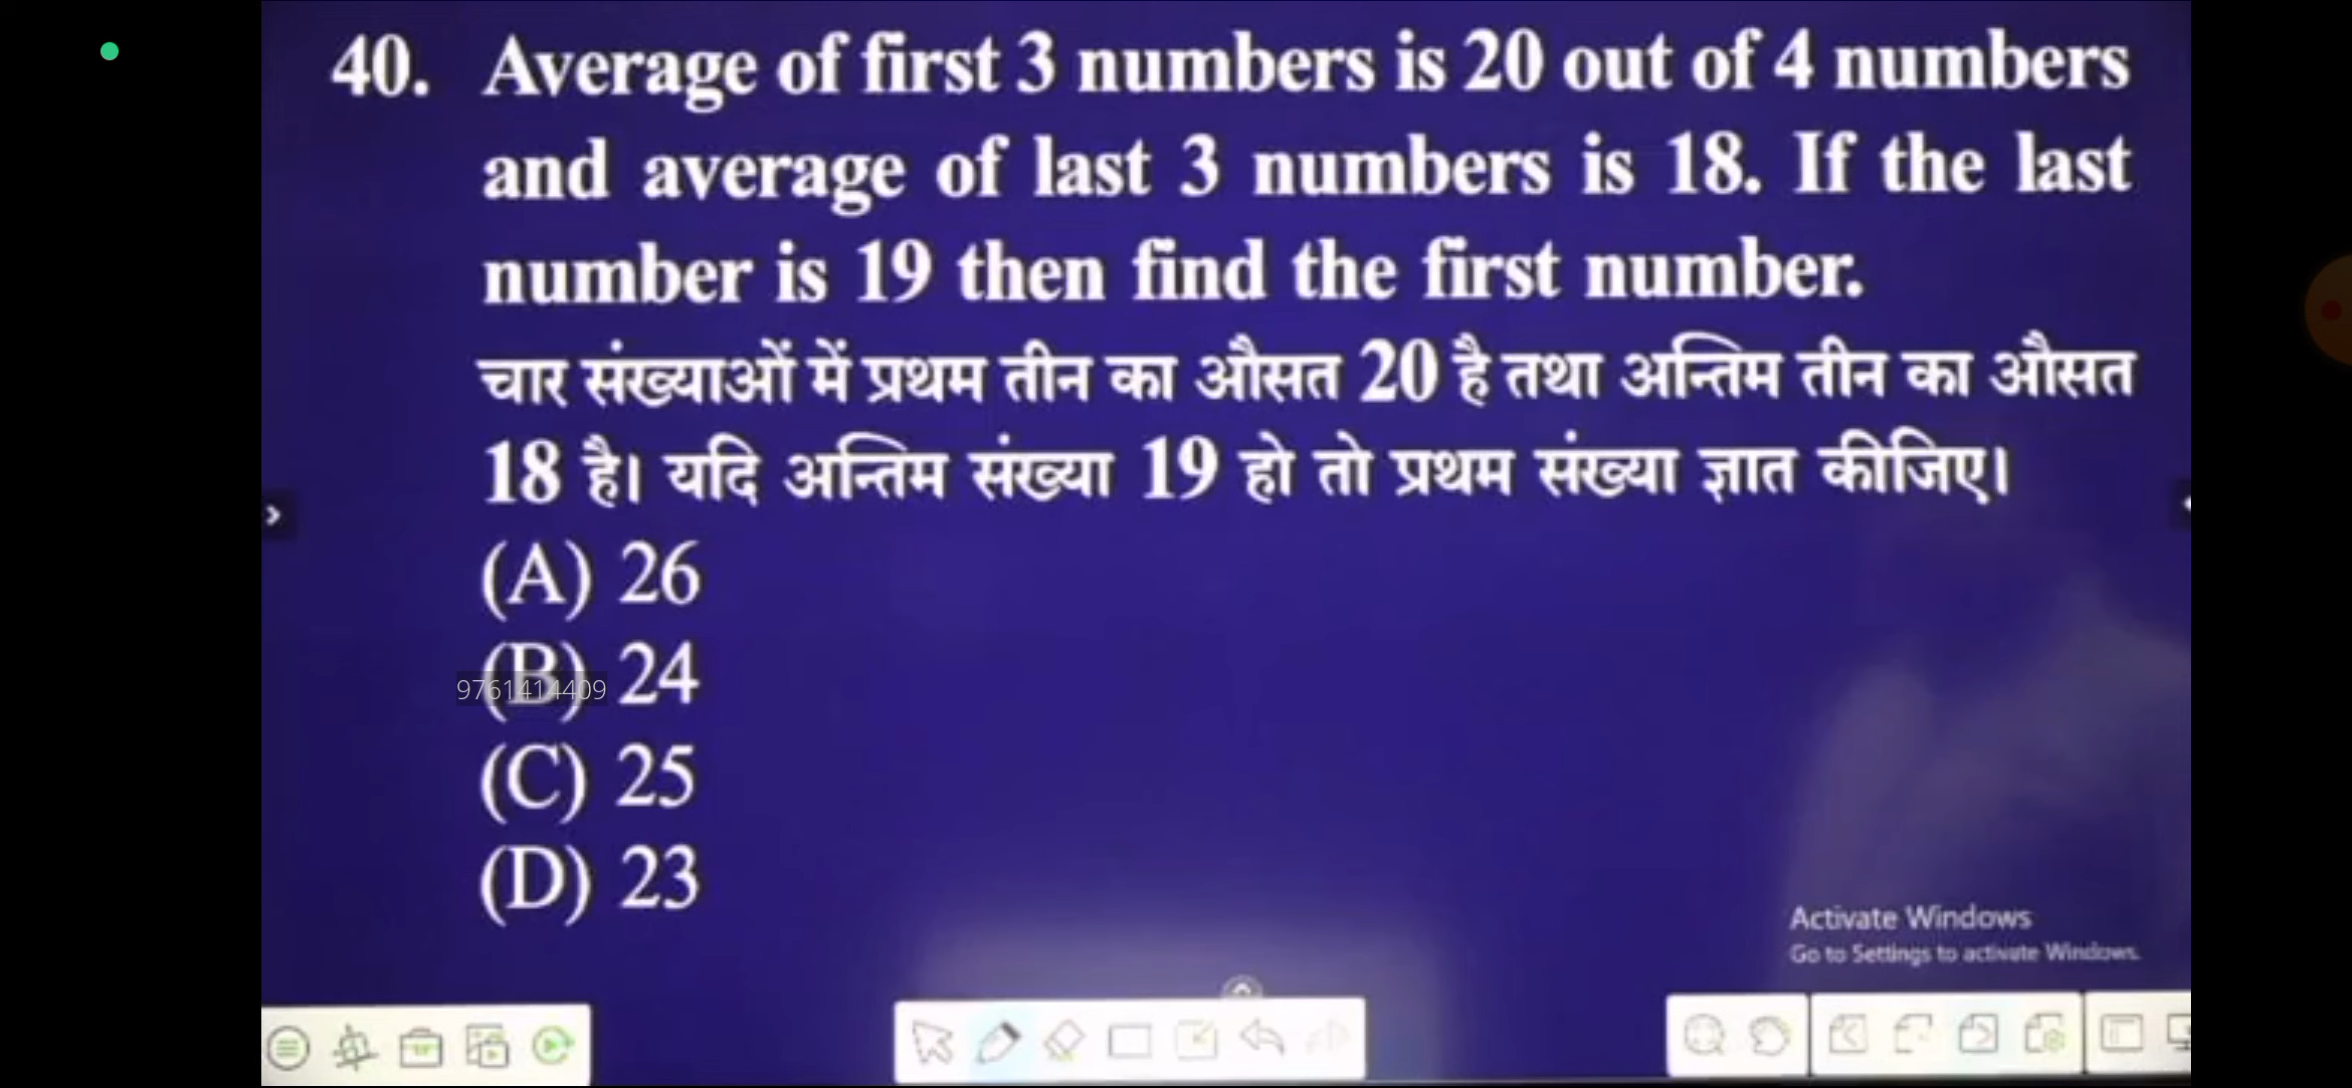 40. Average of first 3 numbers is 20 out of 4 numbers
and average of last 3 numbers is 18. If the last
number is 19 then find the first number.
चार संख्याओं में प्रथम तीन का औसत 20 है तथा अन्तिम तीन का औसत
18 है। यदि अन्तिम संख्या 19 हो तो प्रथम संख्या ज्ञात कीजिए।
(A) 26
(B) 24
9761414409
(C) 25
(D) 23
Activate Windows
Go to Settings to activate Windows.